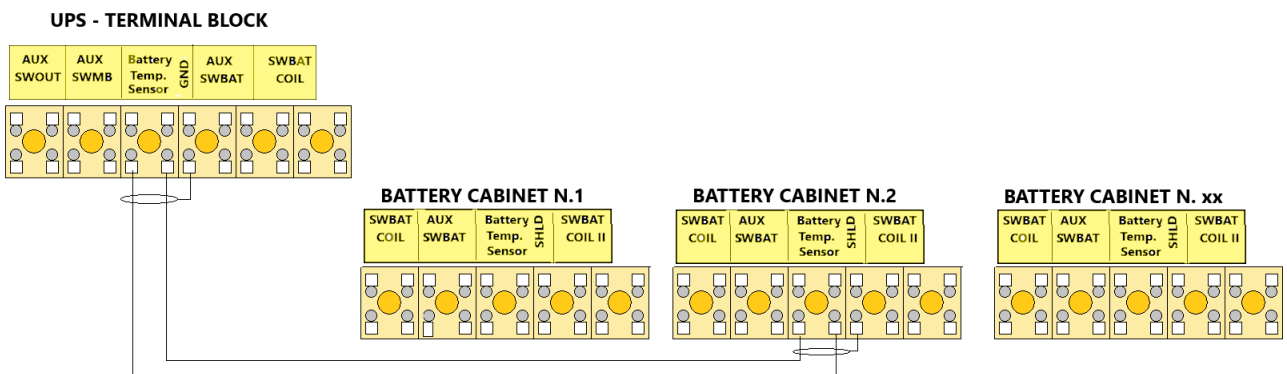 UPS - TERMINAL BLOCK
AUX SWOUT
AUX SWMB
Battery Temp. Sensor
GND
AUX SWBAT
SWBAT COIL
BATTERY CABINET N.1
SWBAT COIL
AUX SWBAT
Battery Temp. Sensor
SHLD
SWBAT COIL II
BATTERY CABINET N.2
SWBAT COIL
AUX SWBAT
Battery Temp. Sensor
SHLD
SWBAT COIL II
BATTERY CABINET N. xx
SWBAT COIL
AUX SWBAT
Battery Temp. Sensor
SHLD
SWBAT COIL II